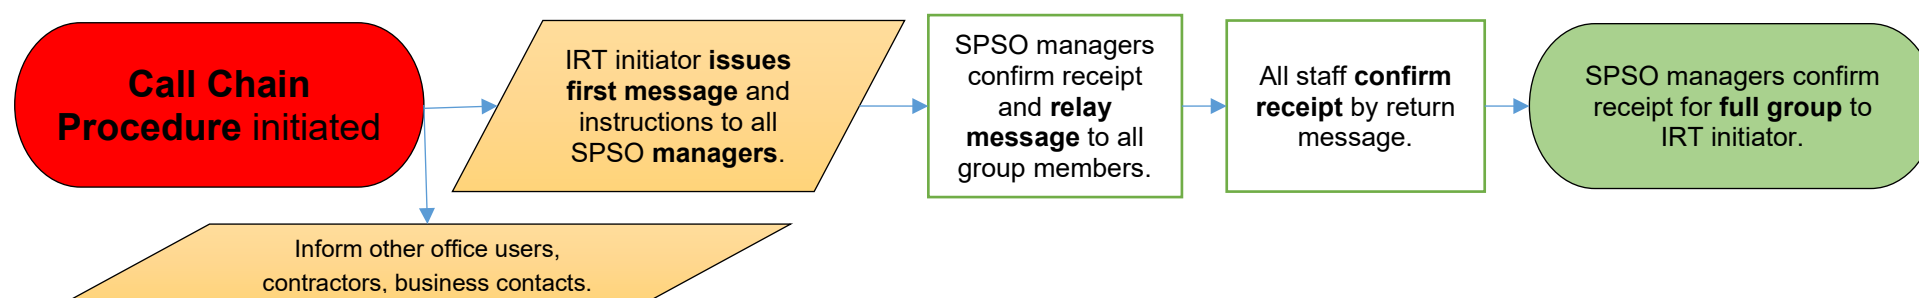 Call Chain
Procedure initiated
IRT initiator issues
first message and
instructions to all
SPSO managers.
SPSO managers
confirm receipt
and relay
message to all
group members.
All staff confirm
receipt by return
message.
SPSO managers confirm
receipt for full group to
IRT initiator.
Inform other office users,
contractors, business contacts.